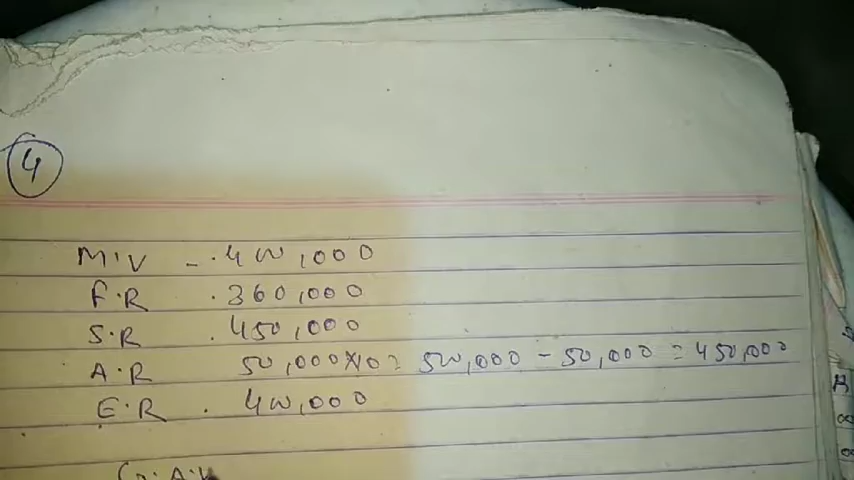 4
M.V - . 400,000
F.R . 360,000
S.R . 450,000
A.R 50,000 X 10 = 500,000 - 50,000 = 450,000
E.R . 400,000
G.A.V